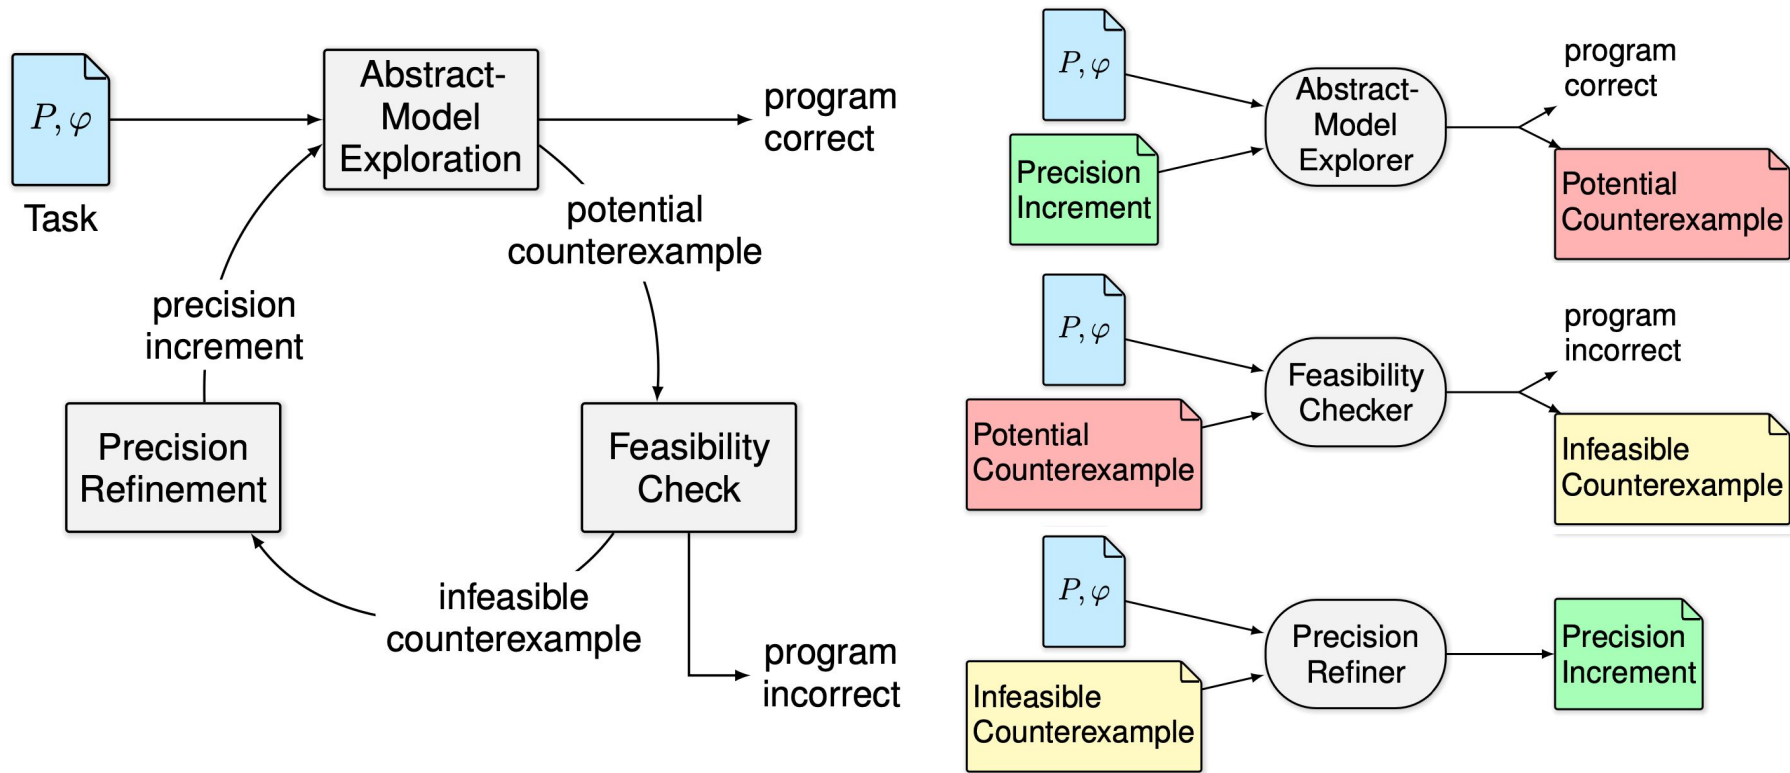 P, φ
Task
Abstract-
Model
Exploration
program
correct
potential
counterexample
precision
increment
Precision
Refinement
Feasibility
Check
infeasible
counterexample
program
incorrect
P, φ
Precision
Increment
Abstract-
Model
Explorer
program
correct
Potential
Counterexample
P, φ
Potential
Counterexample
Feasibility
Checker
program
incorrect
Infeasible
Counterexample
P, φ
Infeasible
Counterexample
Precision
Refiner
Precision
Increment